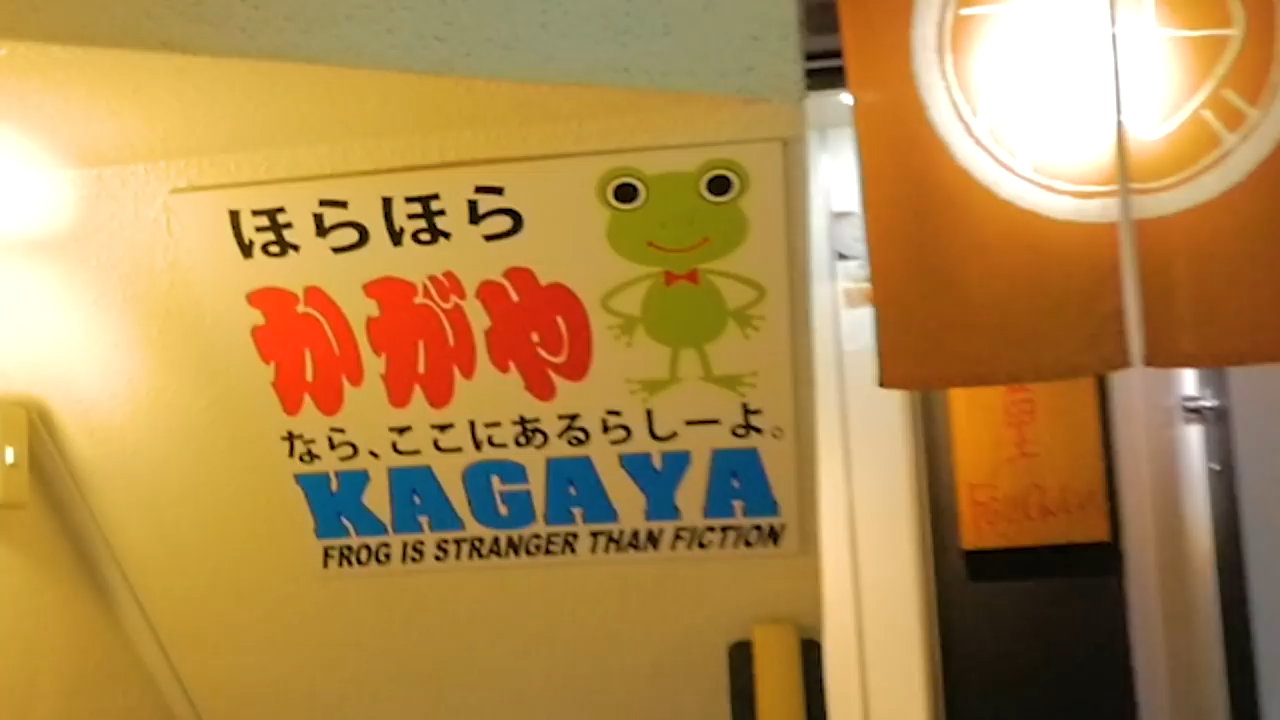 ほらほら
かがや
なら、ここにあるらしーよ。
KAGAYA
FROG IS STRANGER THAN FICTION